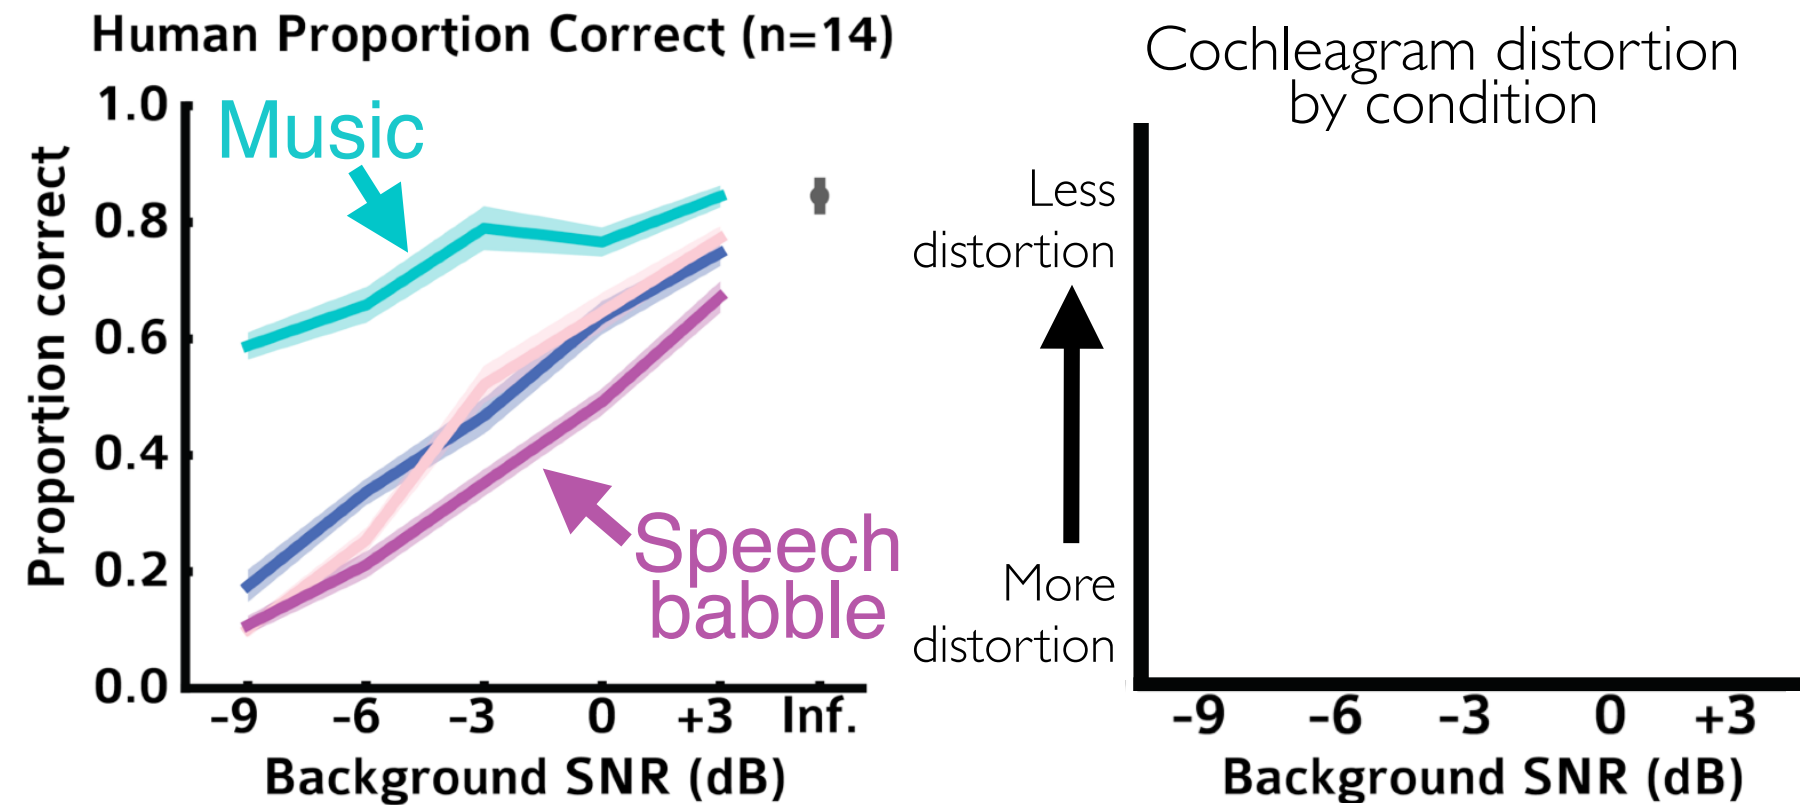 Human Proportion Correct (n=14)
Proportion correct
1.0
0.8
0.6
0.4
0.2
0.0
Music
Speech
babble
-9 -6 -3 0 +3 Inf.
Background SNR (dB)
Cochleagram distortion
by condition
Less
distortion
More
distortion
-9 -6 -3 0 +3
Background SNR (dB)